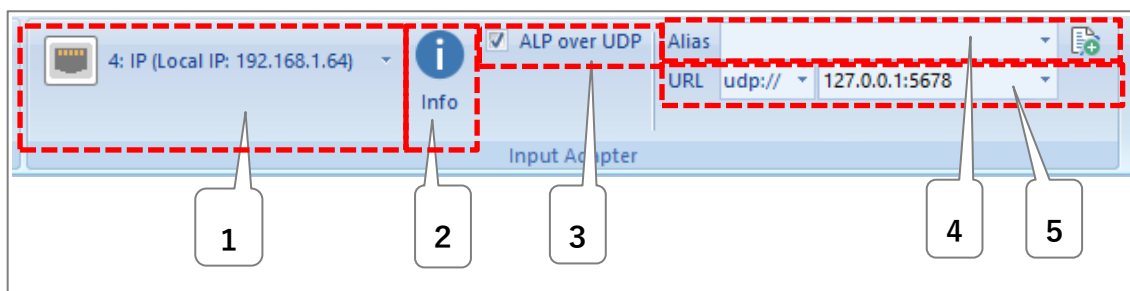 4: IP (Local IP: 192.168.1.64)
Info
ALP over UDP
Alias
URL udp:// 127.0.0.1:5678
Input Adapter
1
2
3
4
5